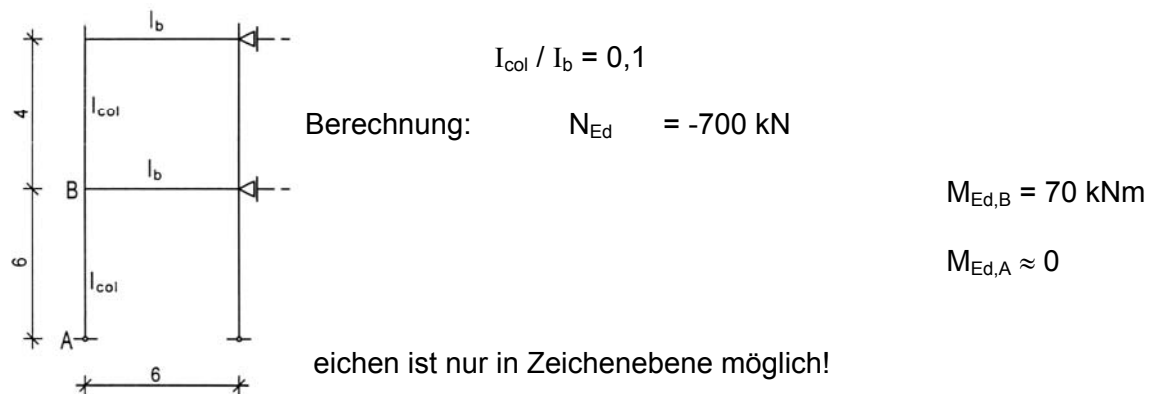 I_b
I_col / I_b = 0,1
4
I_col
Berechnung: N_Ed = -700 kN
I_b
B
M_Ed,B = 70 kNm
M_Ed,A ≈ 0
6
I_col
A
eichen ist nur in Zeichenebene möglich!
6